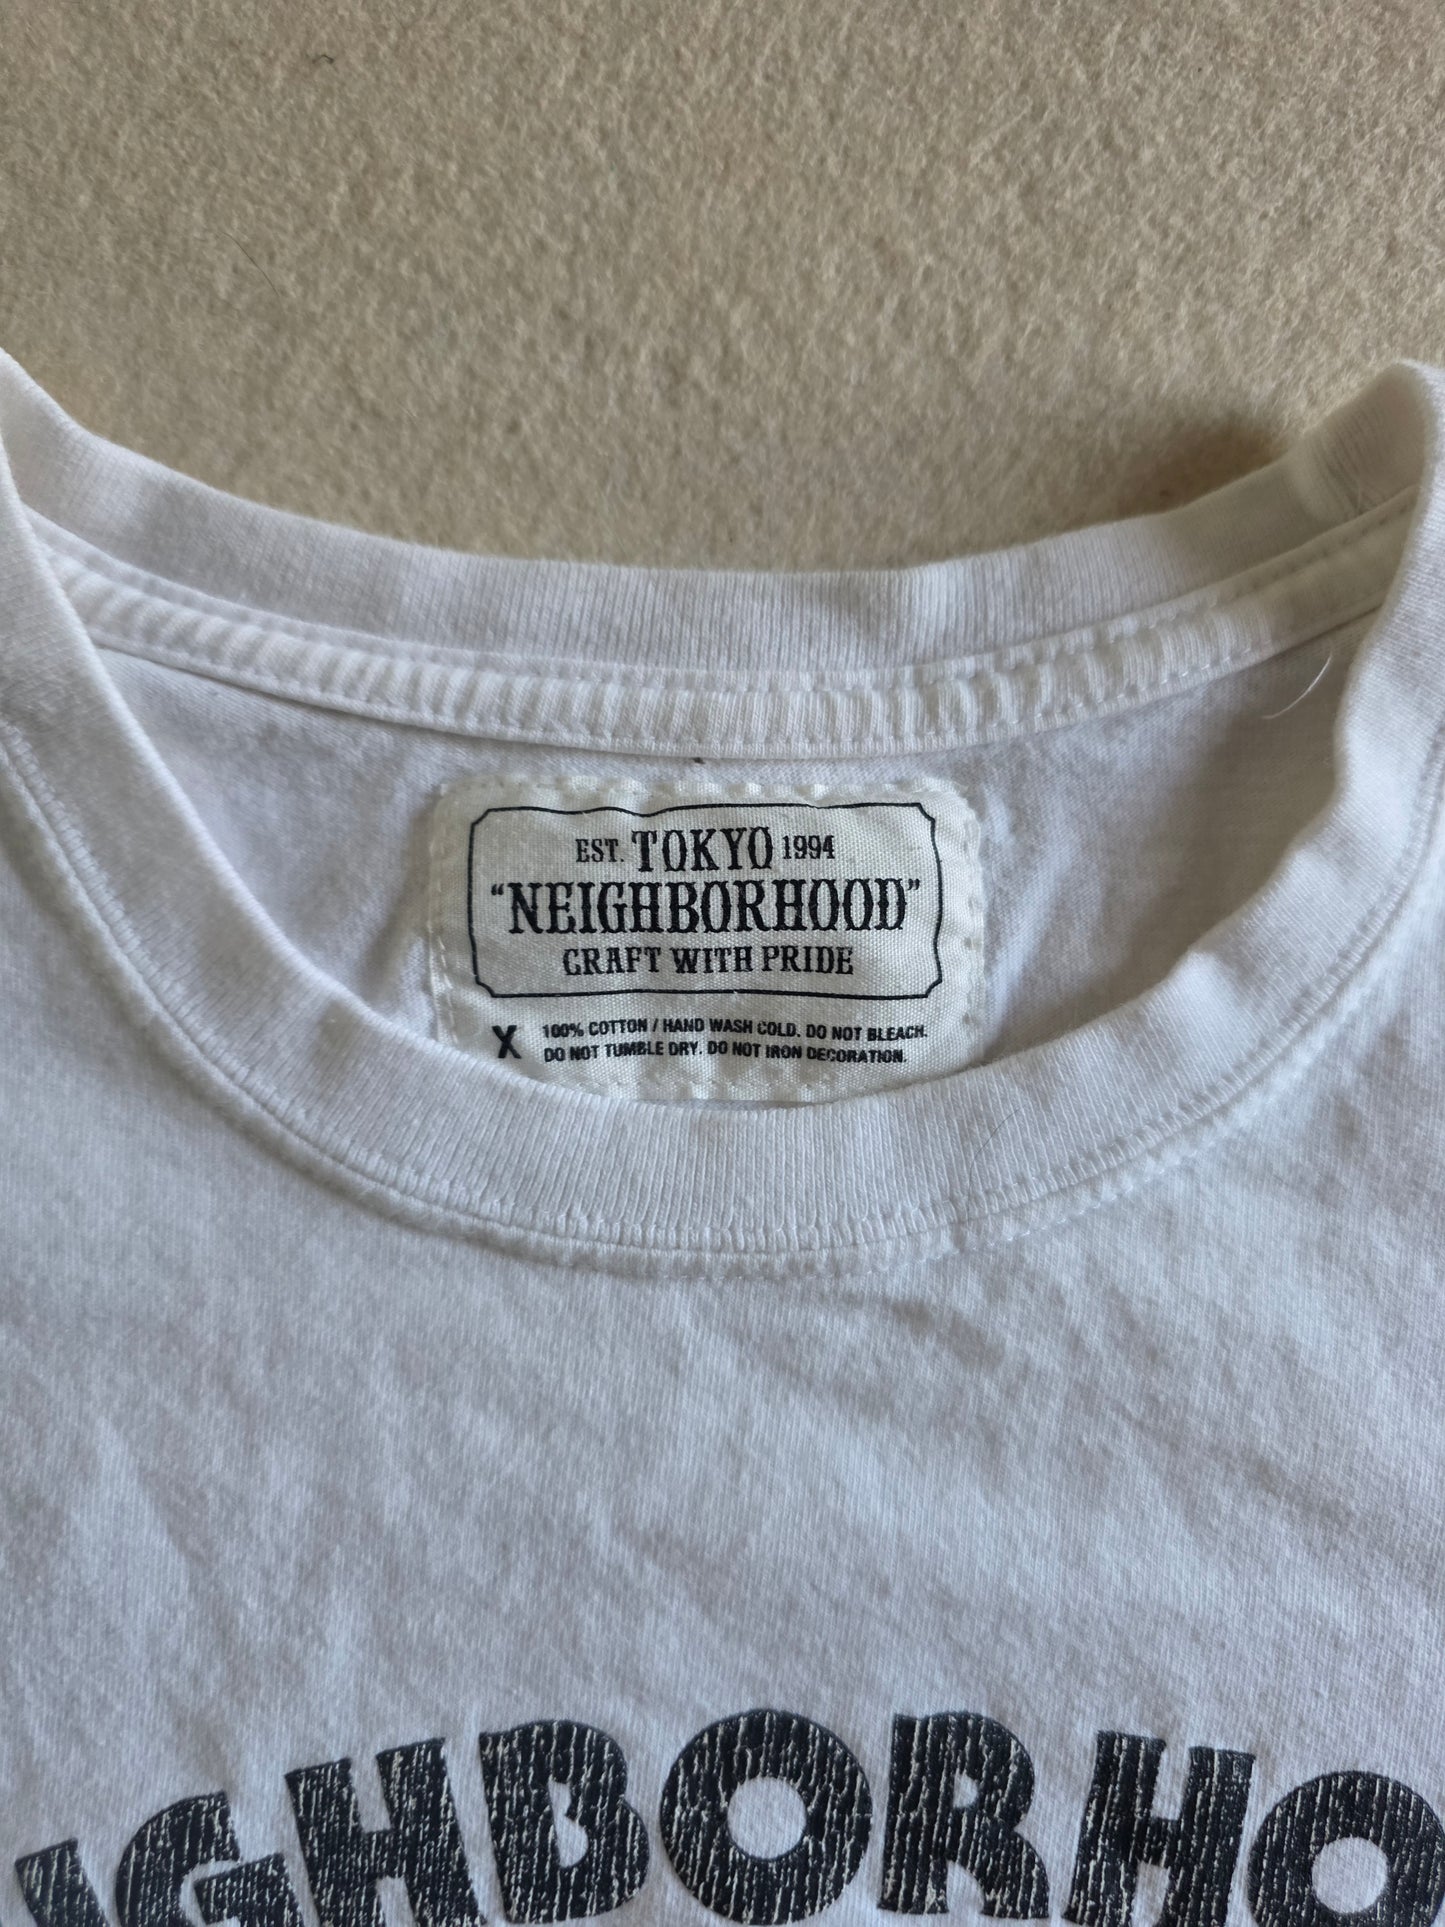 EST. TOKYO 1994
“NEIGHBORHOOD”
CRAFT WITH PRIDE
X 100% COTTON / HAND WASH COLD. DO NOT BLEACH.
DO NOT TUMBLE DRY. DO NOT IRON DECORATION.
IGHBORHO